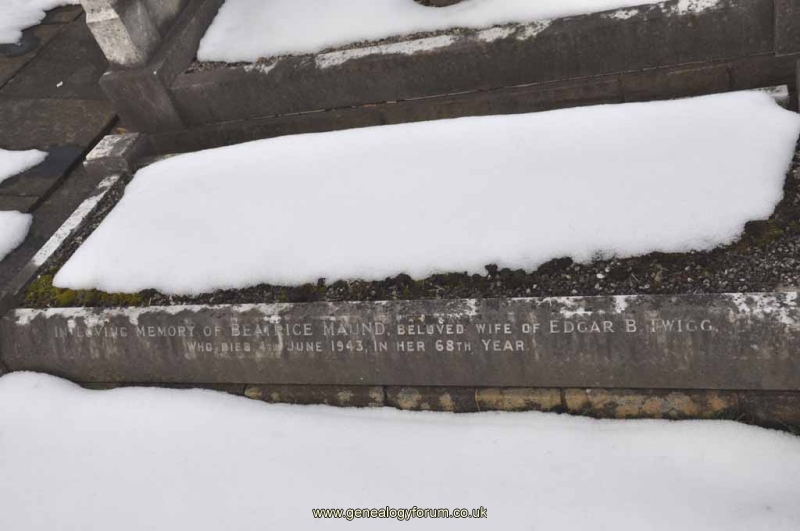 IN LOVING MEMORY OF BEATRICE MAUND, BELOVED WIFE OF EDGAR B. TWIGG,
WHO DIED 4TH JUNE 1943, IN HER 68TH YEAR.
www.genealogyforum.co.uk